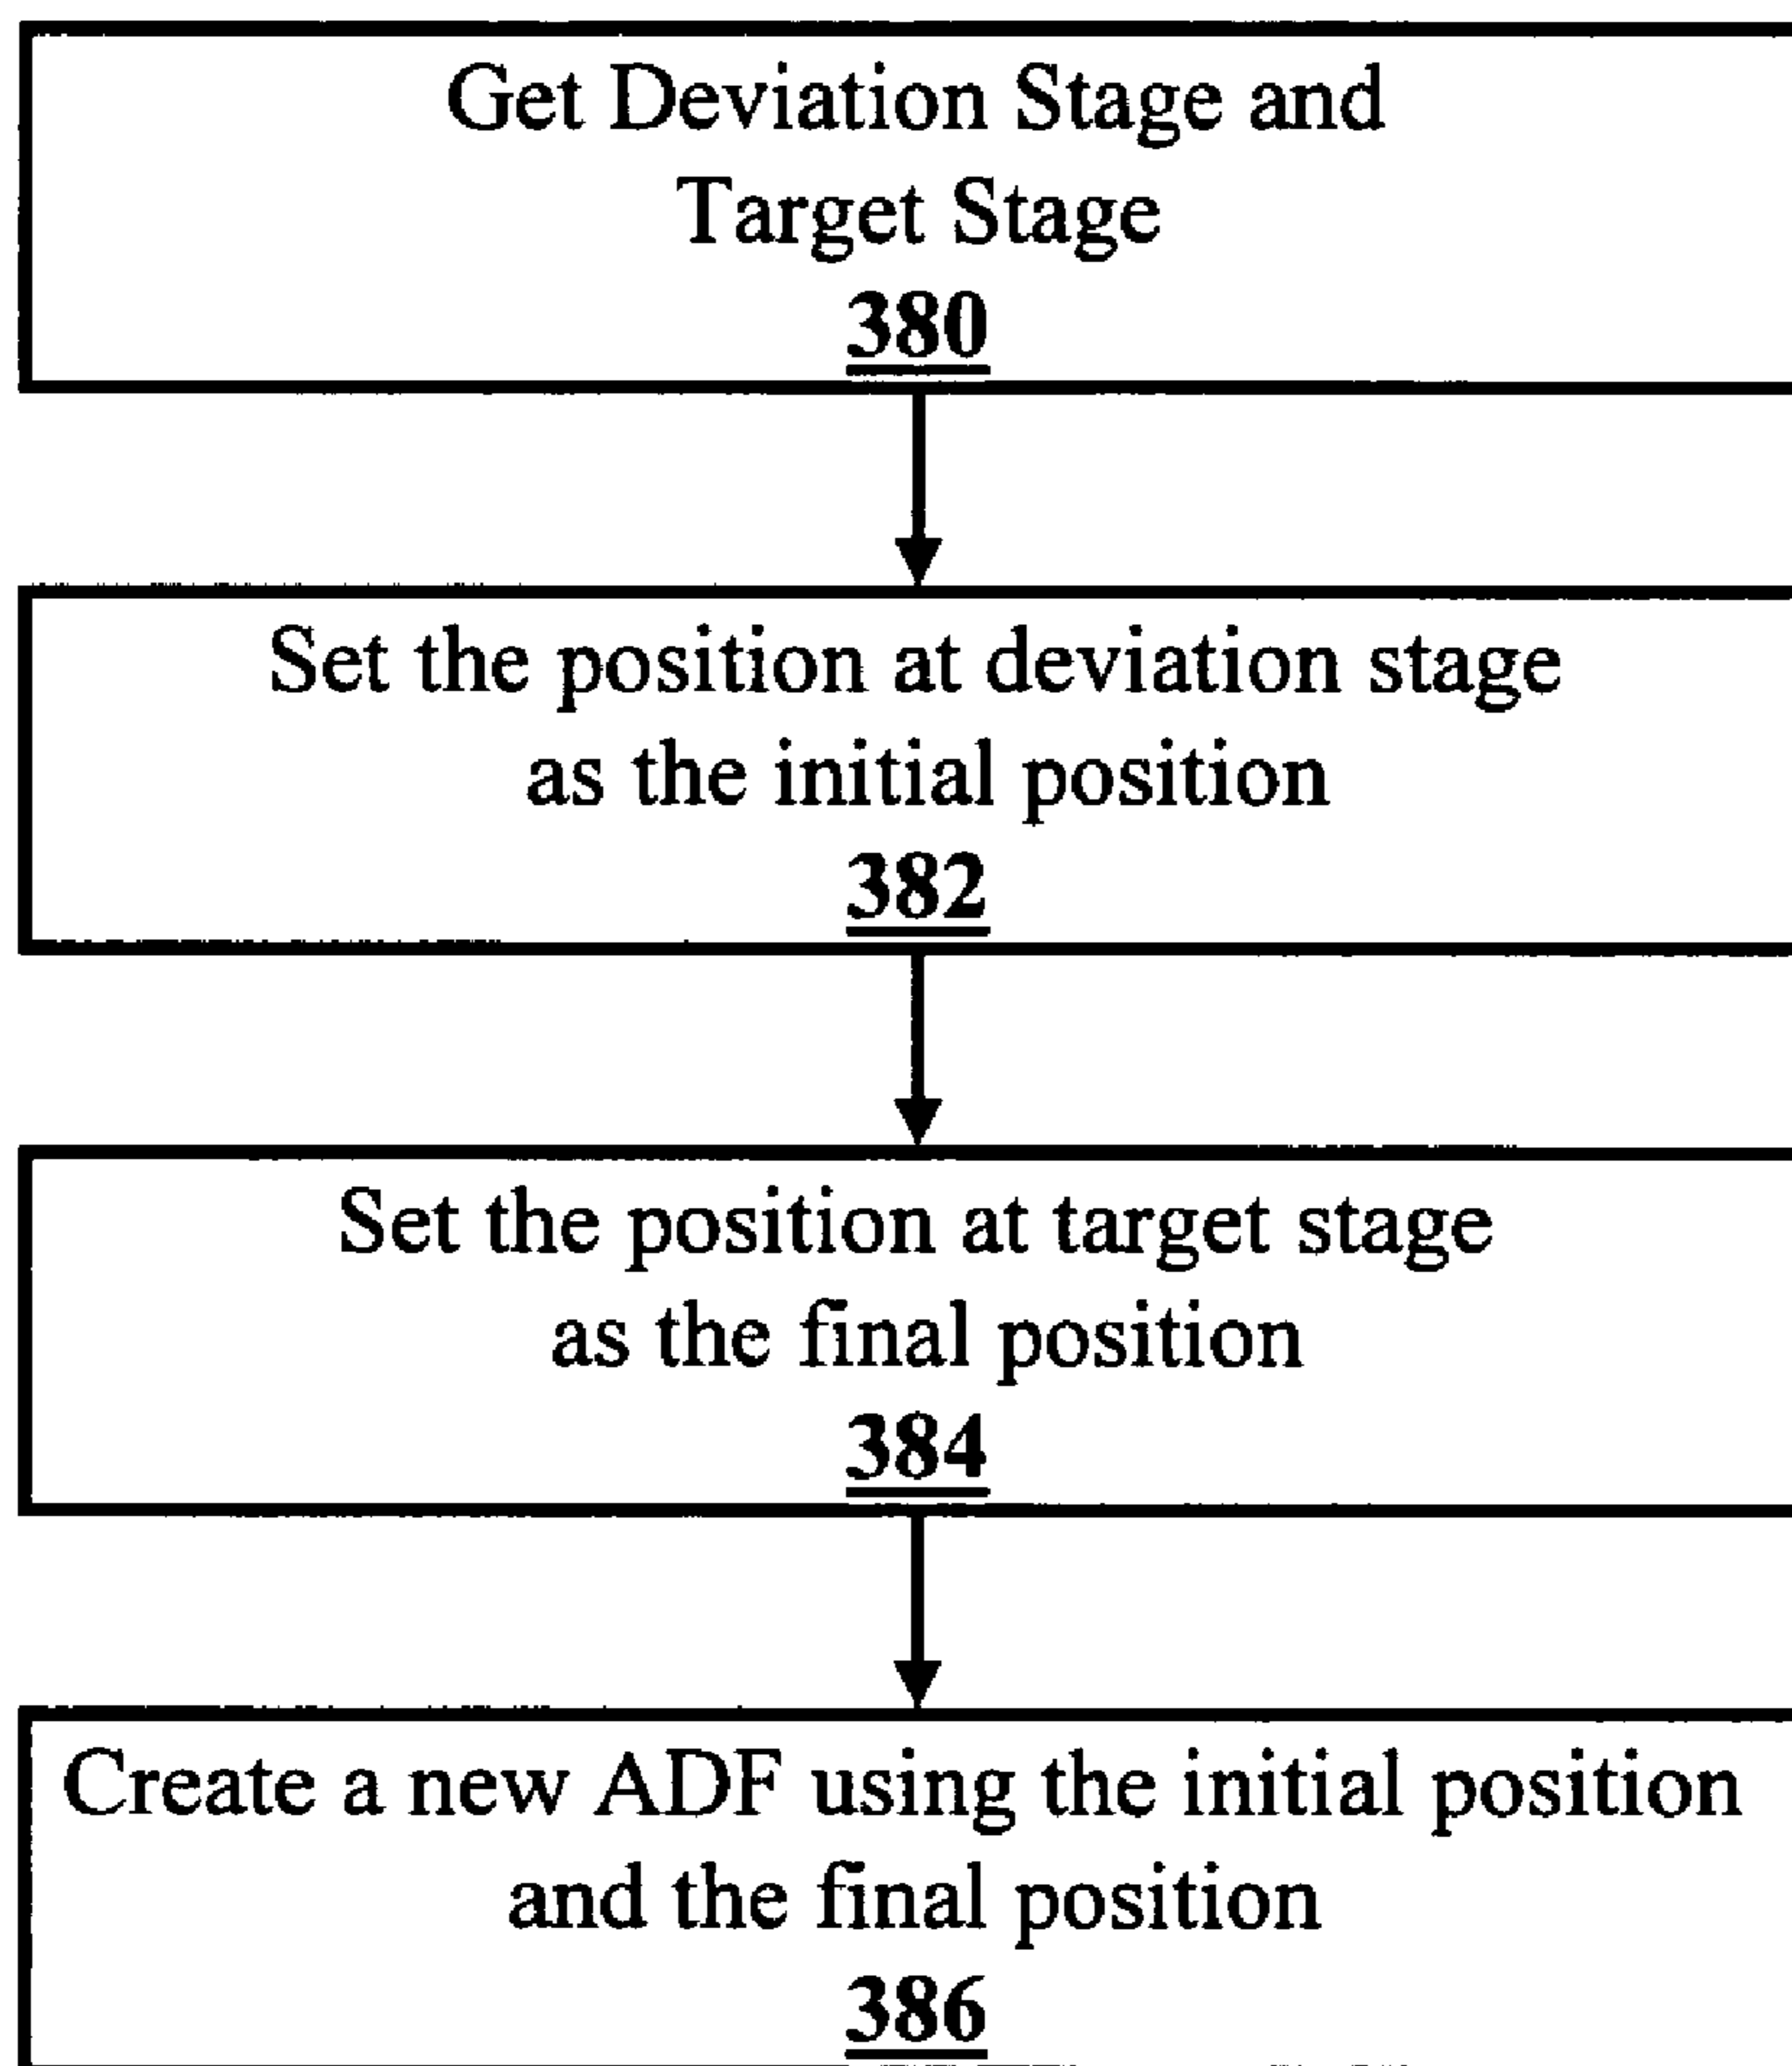 Get Deviation Stage and
Target Stage
380
Set the position at deviation stage
as the initial position
382
Set the position at target stage
as the final position
384
Create a new ADF using the initial position
and the final position
386